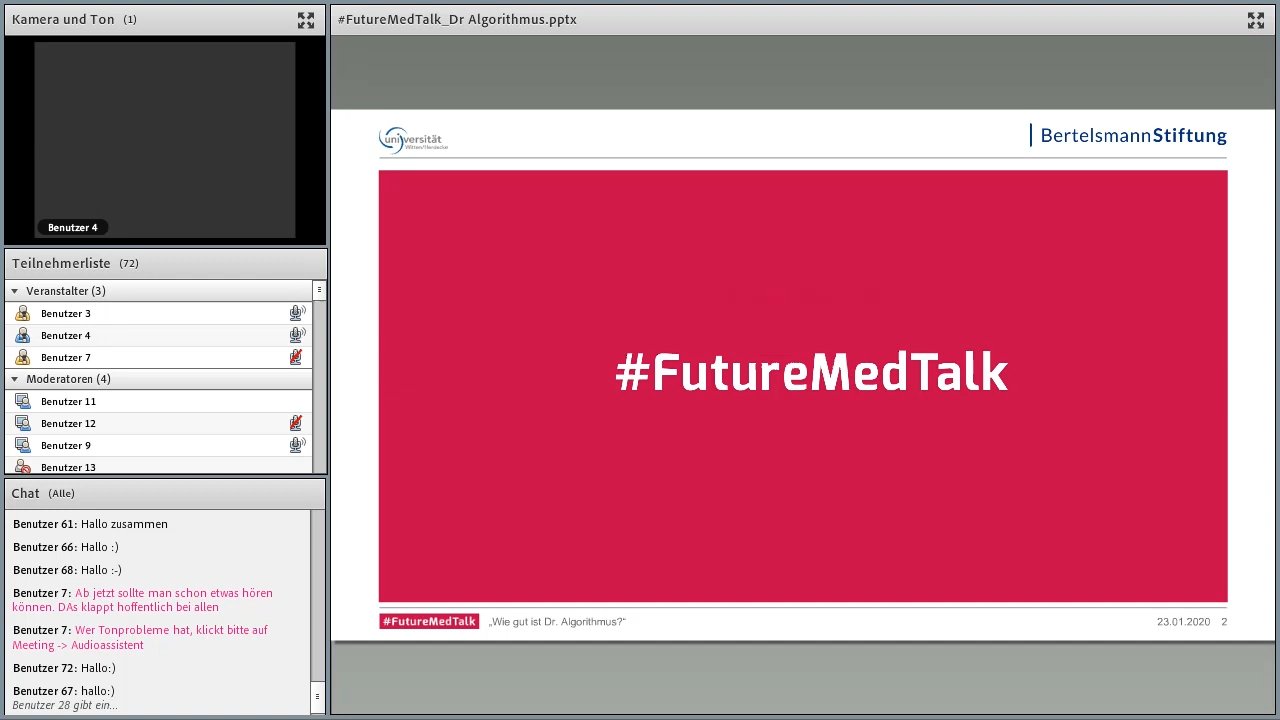 Kamera und Ton (1)
Benutzer 4
Teilnehmerliste (72)
Veranstalter (3)
Benutzer 3
Benutzer 4
Benutzer 7
Moderatoren (4)
Benutzer 11
Benutzer 12
Benutzer 9
Benutzer 13
Chat (Alle)
Benutzer 61: Hallo zusammen
Benutzer 66: Hallo :)
Benutzer 68: Hallo :-)
Benutzer 7: Ab jetzt sollte man schon etwas hören
können. DAs klappt hoffentlich bei allen
Benutzer 7: Wer Tonprobleme hat, klickt bitte auf
Meeting -> Audioassistent
Benutzer 72: Hallo:)
Benutzer 67: hallo:)
Benutzer 28 gibt ein...
#FutureMedTalk_Dr Algorithmus.pptx
universität
Witten/Herdecke
BertelsmannStiftung
#FutureMedTalk
#FutureMedTalk „Wie gut ist Dr. Algorithmus?“ 23.01.2020 2